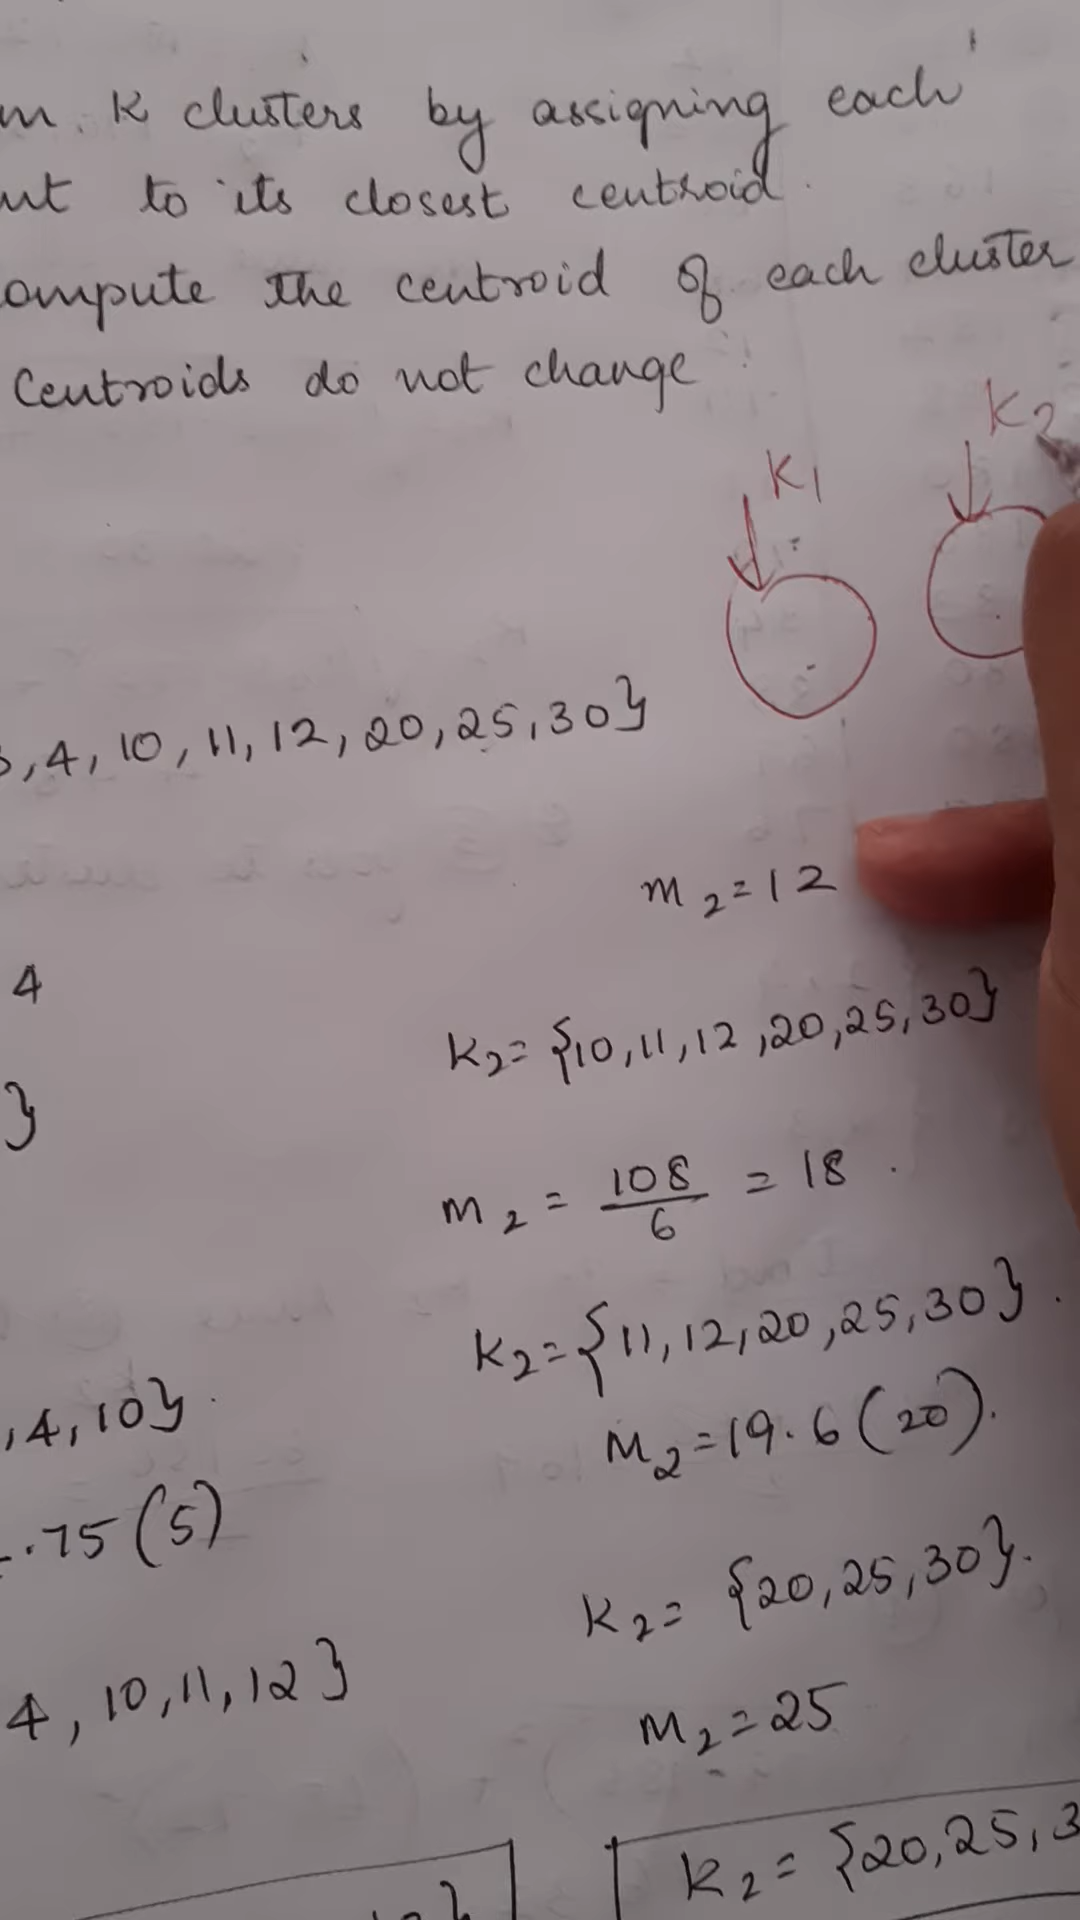 K clusters by assigning each
to its closest centroid.
the centroid of each cluster
Centroids do not change
K1
K2
, 4, 10, 11, 12, 20, 25, 30}
m2 = 12
4
K2 = {10, 11, 12, 20, 25, 30}
}
m2 = 108/6 = 18.
K2 = {11, 12, 20, 25, 30}.
, 4, 10}.
m2 = 19.6 (20).
.75 (5)
K2 = {20, 25, 30}.
4, 10, 11, 12}
m2 = 25
K2 = {20, 25, 3